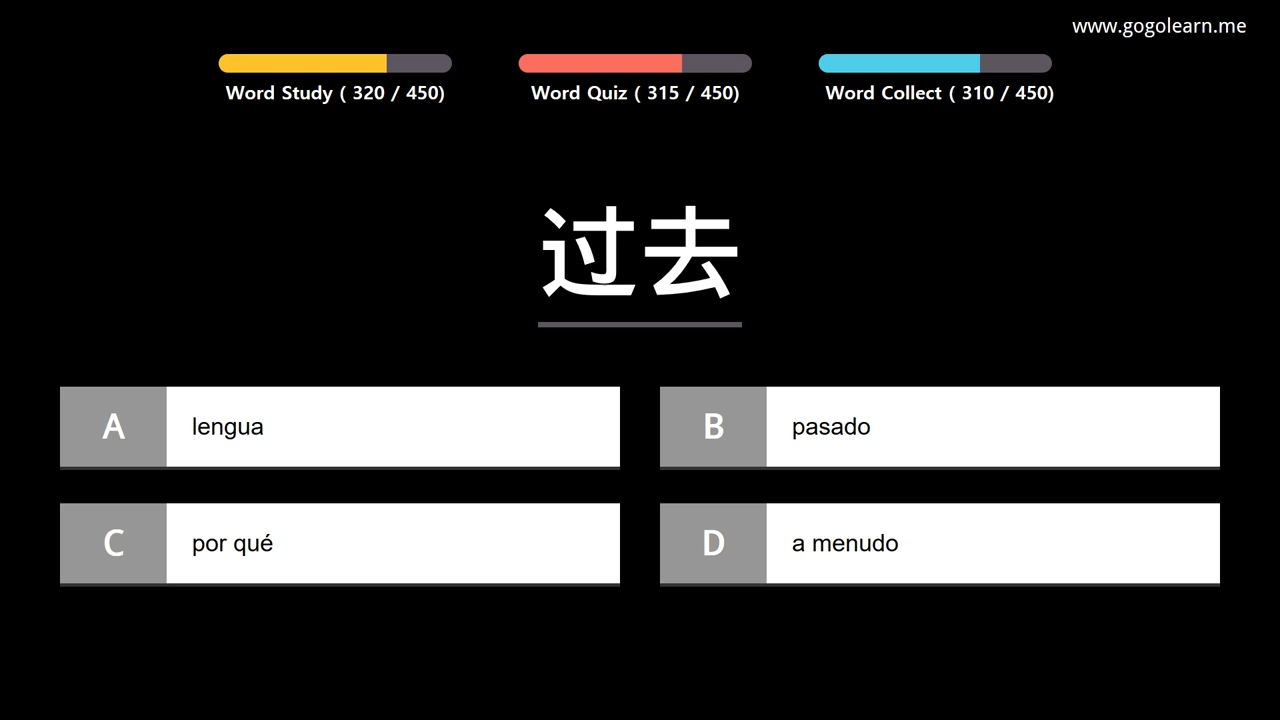 www.gogolearn.me
Word Study ( 320 / 450)
Word Quiz ( 315 / 450)
Word Collect ( 310 / 450)
过去
A
lengua
B
pasado
C
por qué
D
a menudo